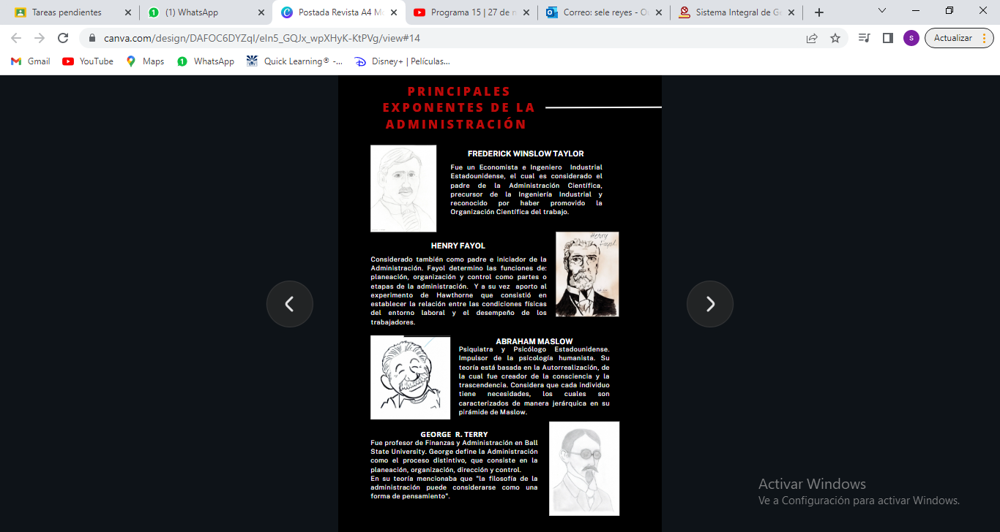 Tareas pendientes
(1) WhatsApp
Postada Revista A4 Mo
Programa 15 | 27 de n
Correo: sele reyes - O
Sistema Integral de Ge
canva.com/design/DAFOC6DYZqI/eIn5_GQJx_wpXHyK-KtPVg/view#14
S
Actualizar
Gmail
YouTube
Maps
WhatsApp
Quick Learning® -...
Disney+ | Películas...
PRINCIPALES
EXPONENTES DE LA
ADMINISTRACIÓN
FREDERICK WINSLOW TAYLOR
Fue un Economista e Ingeniero Industrial
Estadounidense, el cual es considerado el
padre de la Administración Científica,
precursor de la Ingeniería Industrial y
reconocido por haber promovido la
Organización Científica del trabajo.
Henry
Fayol
HENRY FAYOL
Considerado también como padre e iniciador de la
Administración. Fayol determino las funciones de:
planeación, organización y control como partes o
etapas de la administración. Y a su vez aporto al
experimento de Hawthorne que consistió en
establecer la relación entre las condiciones físicas
del entorno laboral y el desempeño de los
trabajadores.
ABRAHAM MASLOW
Psiquiatra y Psicólogo Estadounidense.
Impulsor de la psicología humanista. Su
teoría está basada en la Autorrealización, de
la cual fue creador de la consciencia y la
trascendencia. Considera que cada individuo
tiene necesidades, los cuales son
caracterizados de manera jerárquica en su
pirámide de Maslow.
GEORGE R. TERRY
Fue profesor de Finanzas y Administración en Ball
State University. George define la Administración
como el proceso distintivo, que consiste en la
planeación, organización, dirección y control.
En su teoría mencionaba que "la filosofía de la
administración puede considerarse como una
forma de pensamiento".
Activar Windows
Ve a Configuración para activar Windows.